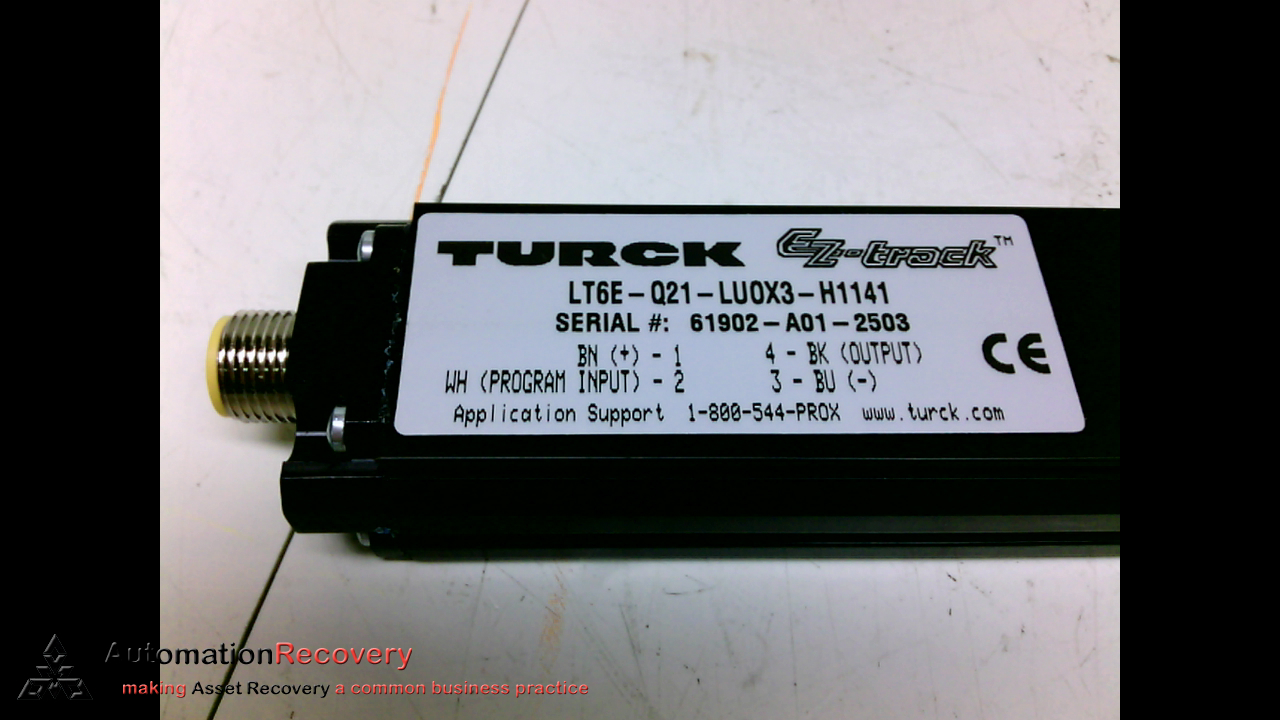 TURCK EZ-track™
LT6E-Q21-LU0X3-H1141
SERIAL #: 61902-A01-2503
BN (+) - 1 4 - BK (OUTPUT)
WH (PROGRAM INPUT) - 2 3 - BU (-)
CE
Application Support 1-800-544-PROX www.turck.com
AutomationRecovery
making Asset Recovery a common business practice